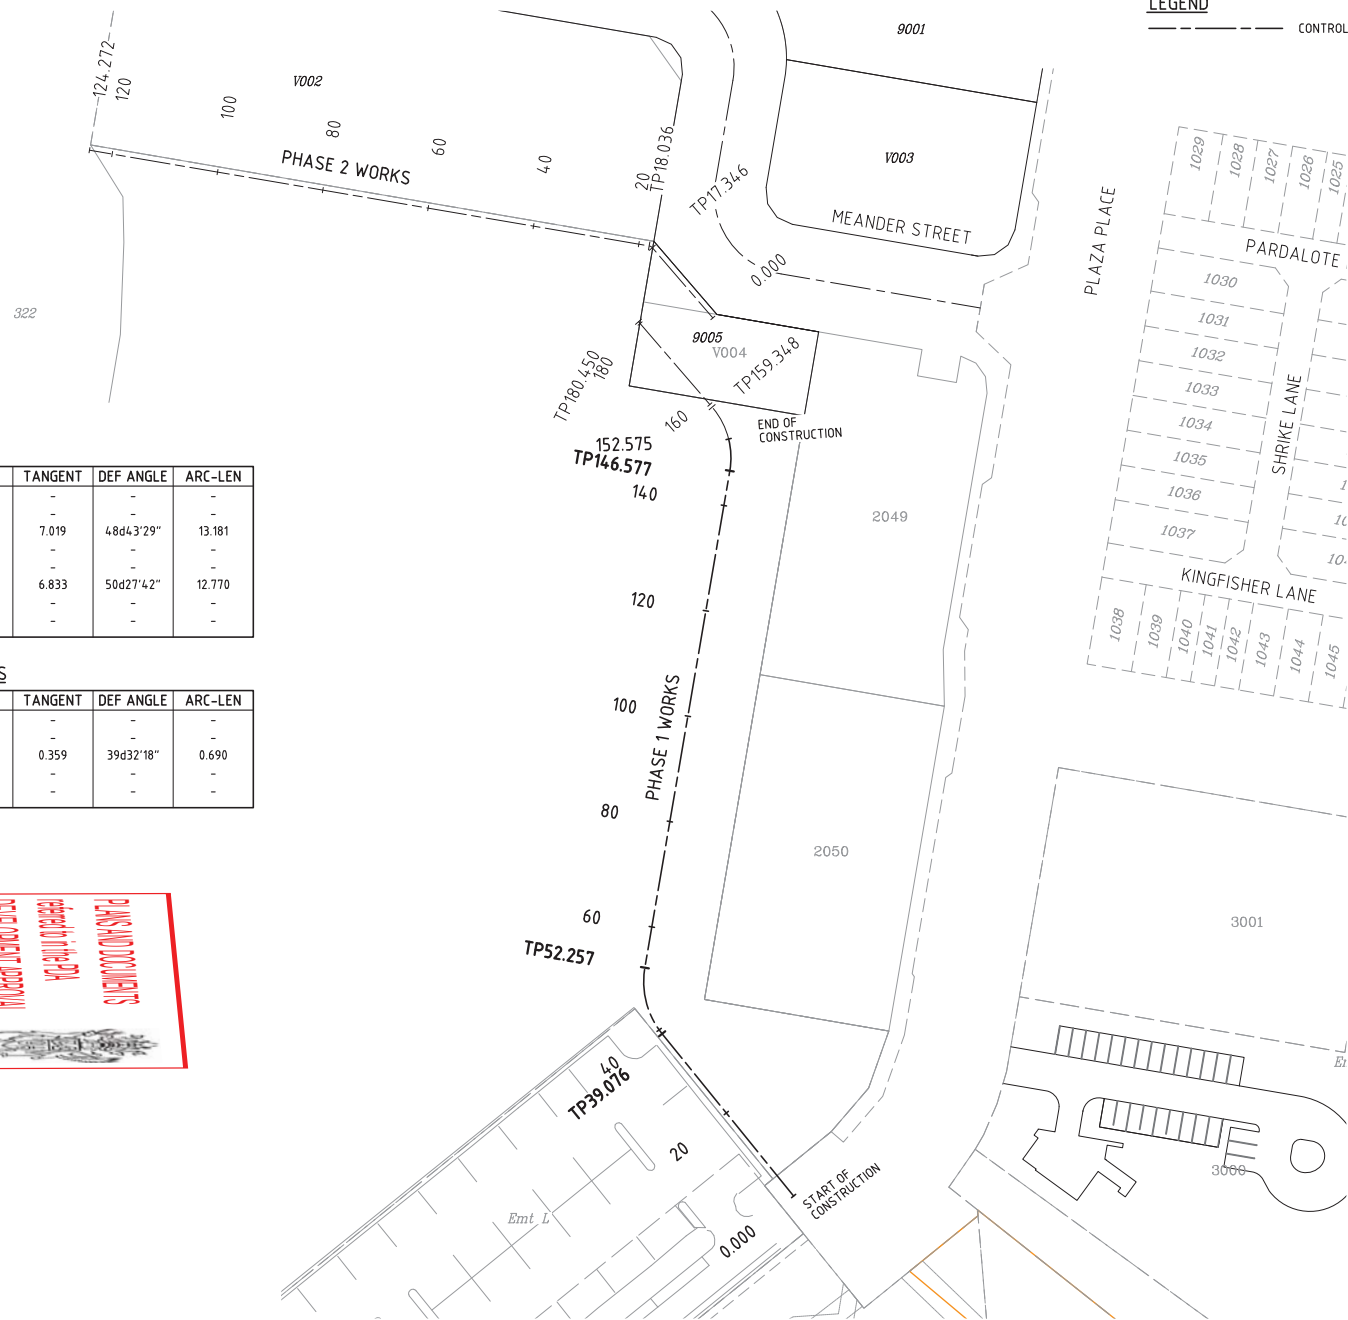 LEGEND
CONTROL
9001
124.272
120
V002
100
80
60
40
20
TP18.036
TP17.346
V003
MEANDER STREET
0.000
PHASE 2 WORKS
PLAZA PLACE
1029
1028
1027
1026
1025
PARDALOTE
1030
1031
1032
1033
1034
1035
1036
1037
SHRIKE LANE
KINGFISHER LANE
1038
1039
1040
1041
1042
1043
1044
1045
322
9005
V004
TP159.348
TP180.450
180
160
END OF
CONSTRUCTION
152.575
TP146.577
140
120
100
80
60
TP52.257
PHASE 1 WORKS
2049
2050
3001
3000
TANGENT DEF ANGLE ARC-LEN
- - -
- - -
7.019 48d43'29" 13.181
- - -
- - -
6.833 50d27'42" 12.770
- - -
- - -
S
TANGENT DEF ANGLE ARC-LEN
- - -
- - -
0.359 39d32'18" 0.690
- - -
- - -
PLANS AND DOCUMENTS
referred to in the PDA
DEVELOPMENT APPROVAL
40
TP39.076
20
0.000
START OF
CONSTRUCTION
Emt L